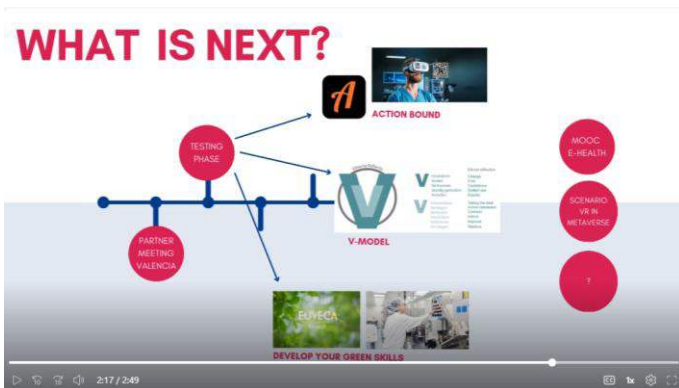 WHAT IS NEXT?
A
ACTION BOUND
TESTING
PHASE
MOOC
E-HEALTH
V
V
V-MODEL
SCENARIO
VR IN
METAVERSE
PARTNER
MEETING
VALENCIA
?
EUVECA
DEVELOP YOUR GREEN SKILLS
2:17 / 2:49
CC
1x